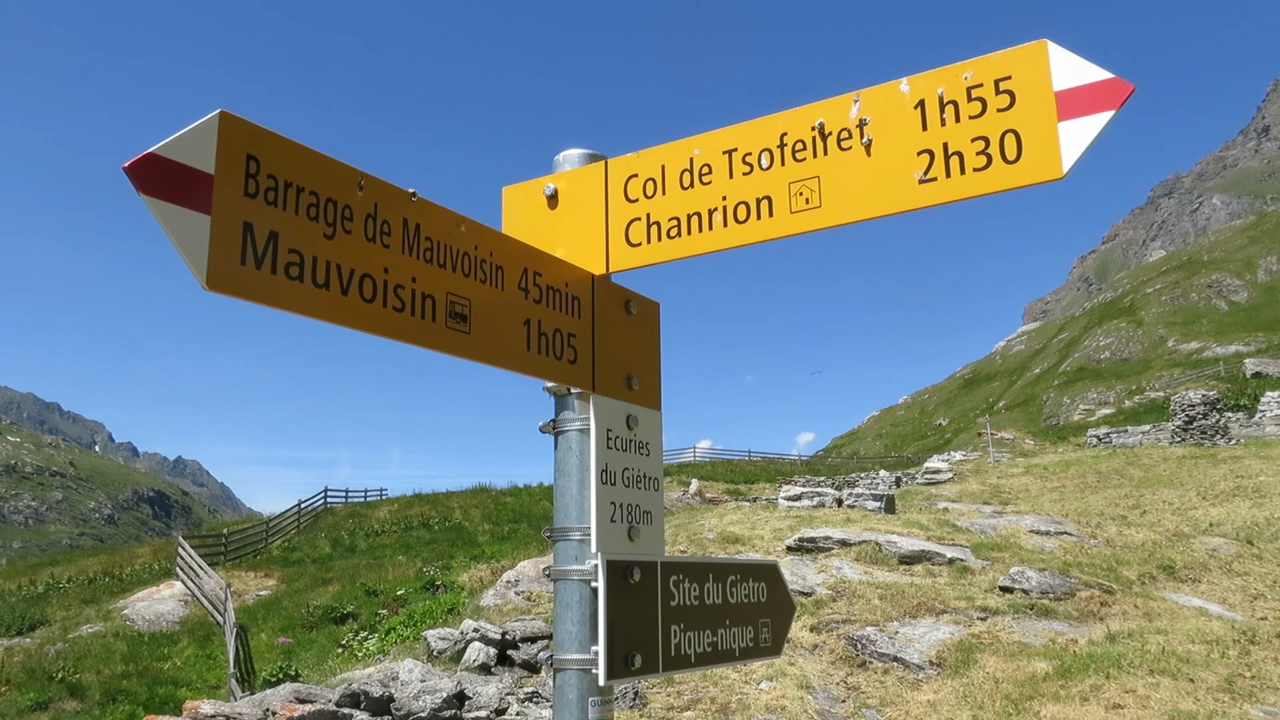 Barrage de Mauvoisin 45min
Mauvoisin 1h05
Col de Tsofeiret 1h55
Chanrion 2h30
Ecuries
du Giétro
2180m
Site du Gietro
Pique-nique